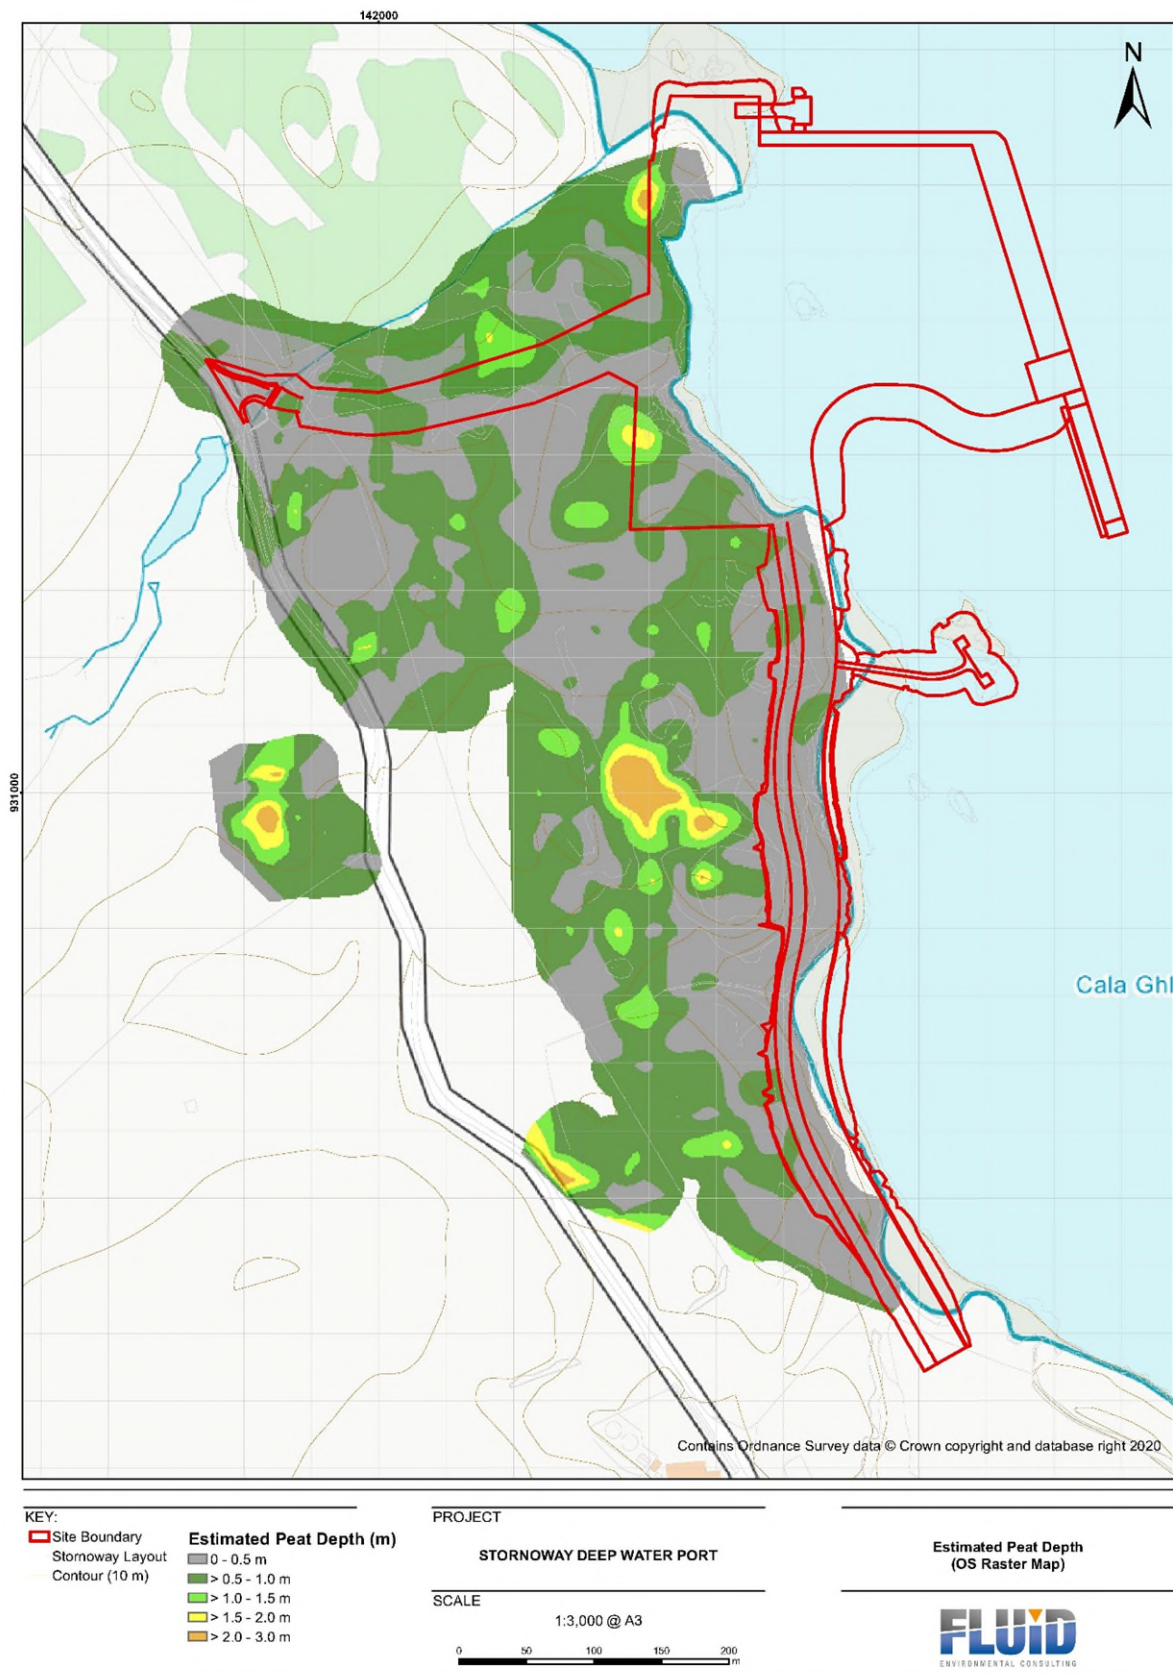 142000
N
931000
Cala Ghl
Contains Ordnance Survey data © Crown copyright and database right 2020
KEY:
Site Boundary
Stornoway Layout
Contour (10 m)
Estimated Peat Depth (m)
0 - 0.5 m
> 0.5 - 1.0 m
> 1.0 - 1.5 m
> 1.5 - 2.0 m
> 2.0 - 3.0 m
PROJECT
STORNOWAY DEEP WATER PORT
SCALE
1:3,000 @ A3
0 50 100 150 200
m
Estimated Peat Depth
(OS Raster Map)
FLUiD
ENVIRONMENTAL CONSULTING